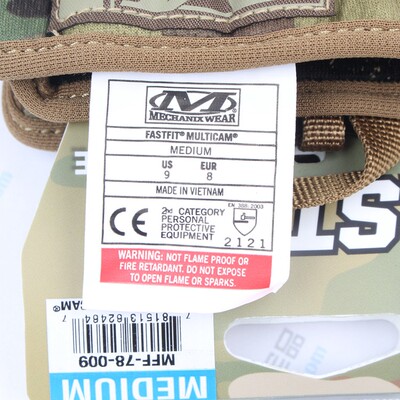 MECHANIX WEAR
FASTFIT® MULTICAM®
MEDIUM
US EUR
9 8
MADE IN VIETNAM
EN 388:2003
CE
2ND CATEGORY
PERSONAL
PROTECTIVE
EQUIPMENT
2121
WARNING: NOT FLAME PROOF OR
FIRE RETARDANT. DO NOT EXPOSE
TO OPEN FLAME OR SPARKS.
MFF-78-009
MEDIUM